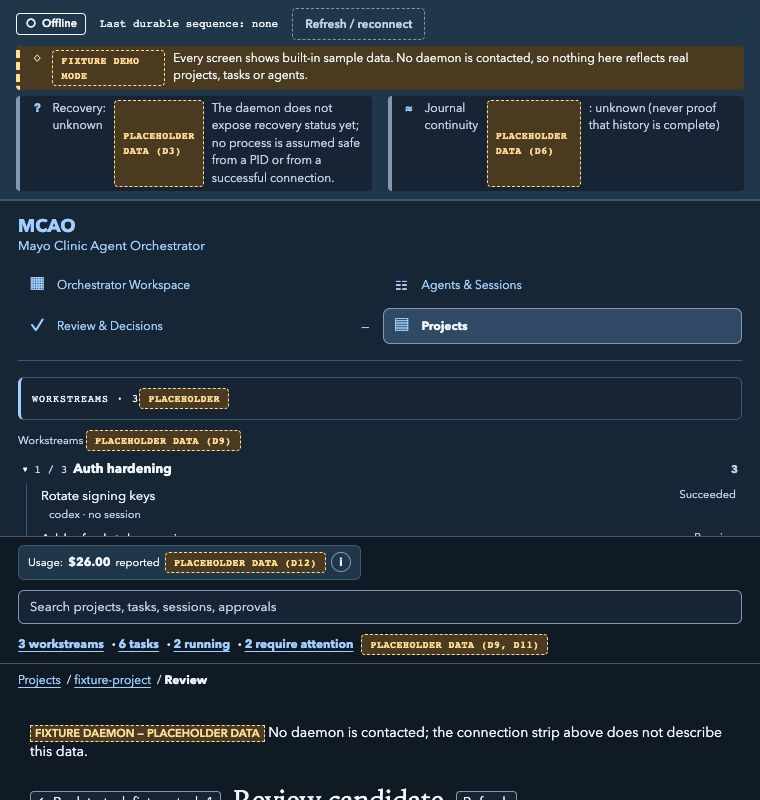 Offline Last durable sequence: none Refresh / reconnect
FIXTURE DEMO
MODE
Every screen shows built-in sample data. No daemon is contacted, so nothing here reflects real
projects, tasks or agents.
? Recovery:
unknown
PLACEHOLDER
DATA (D3)
The daemon does not
expose recovery status yet;
no process is assumed safe
from a PID or from a
successful connection.
≈ Journal
continuity
PLACEHOLDER
DATA (D6)
: unknown (never proof
that history is complete)
MCAO
Mayo Clinic Agent Orchestrator
Orchestrator Workspace
Agents & Sessions
Review & Decisions —
Projects
WORKSTREAMS · 3 PLACEHOLDER
Workstreams PLACEHOLDER DATA (D9)
▾ 1 / 3 Auth hardening 3
Rotate signing keys Succeeded
codex · no session
Usage: $26.00 reported PLACEHOLDER DATA (D12) i
Search projects, tasks, sessions, approvals
3 workstreams · 6 tasks · 2 running · 2 require attention PLACEHOLDER DATA (D9, D11)
Projects / fixture-project / Review
FIXTURE DAEMON — PLACEHOLDER DATA No daemon is contacted; the connection strip above does not describe
this data.
Review candidate